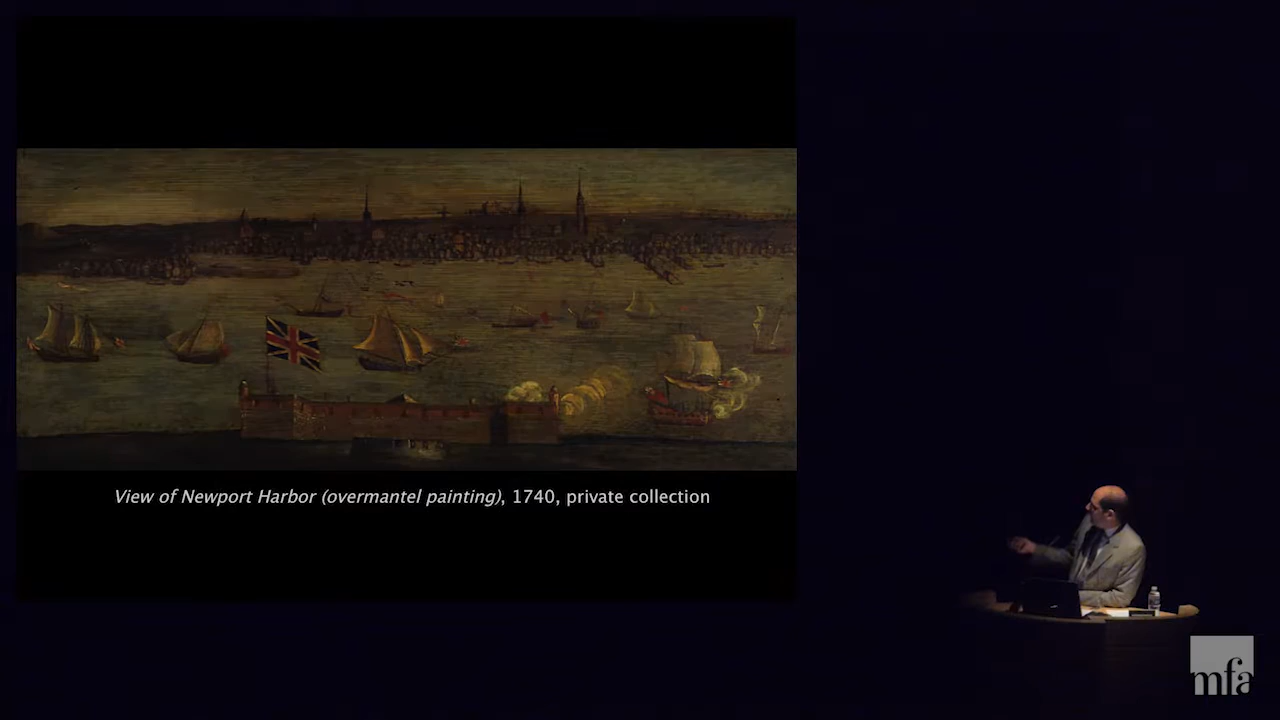 View of Newport Harbor (overmantel painting), 1740, private collection
mfa